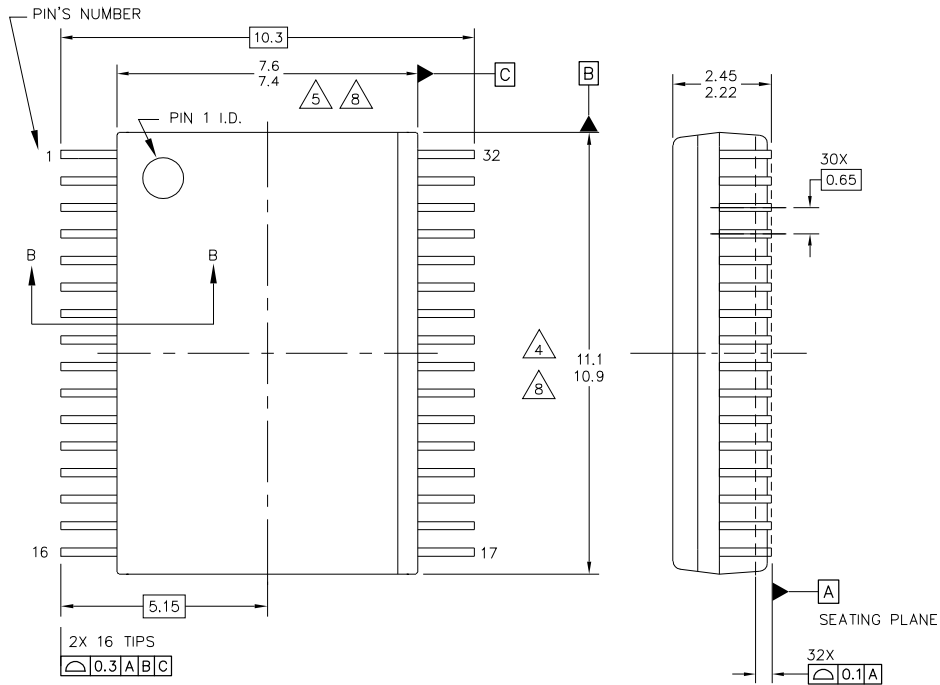 PIN'S NUMBER
10.3
7.6
7.4
5
8
C
B
2.45
2.22
PIN 1 I.D.
1
32
30X
0.65
B
B
4
8
11.1
10.9
16
17
5.15
A
SEATING PLANE
2X 16 TIPS
⌓ 0.3 A B C
32X
⌓ 0.1 A